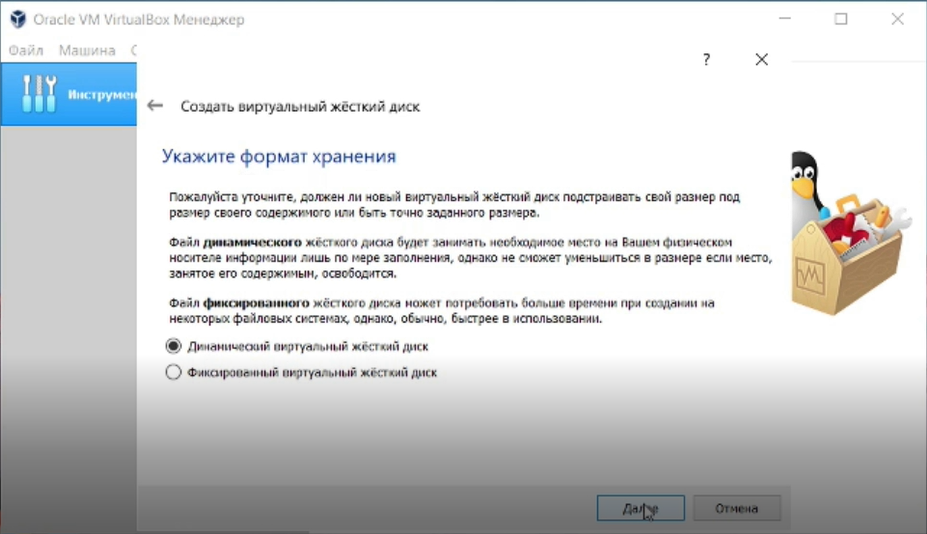 Oracle VM VirtualBox Менеджер
Файл Машина С
?
Инструмен
Создать виртуальный жёсткий диск
Укажите формат хранения
Пожалуйста уточните, должен ли новый виртуальный жёсткий диск подстраивать свой размер под
размер своего содержимого или быть точно заданного размера.
Файл динамического жёсткого диска будет занимать необходимое место на Вашем физическом
носителе информации лишь по мере заполнения, однако не сможет уменьшиться в размере если место,
занятое его содержимым, освободится.
Файл фиксированного жёсткого диска может потребовать больше времени при создании на
некоторых файловых системах, однако, обычно, быстрее в использовании.
Динамический виртуальный жёсткий диск
Фиксированный виртуальный жёсткий диск
Далее Отмена